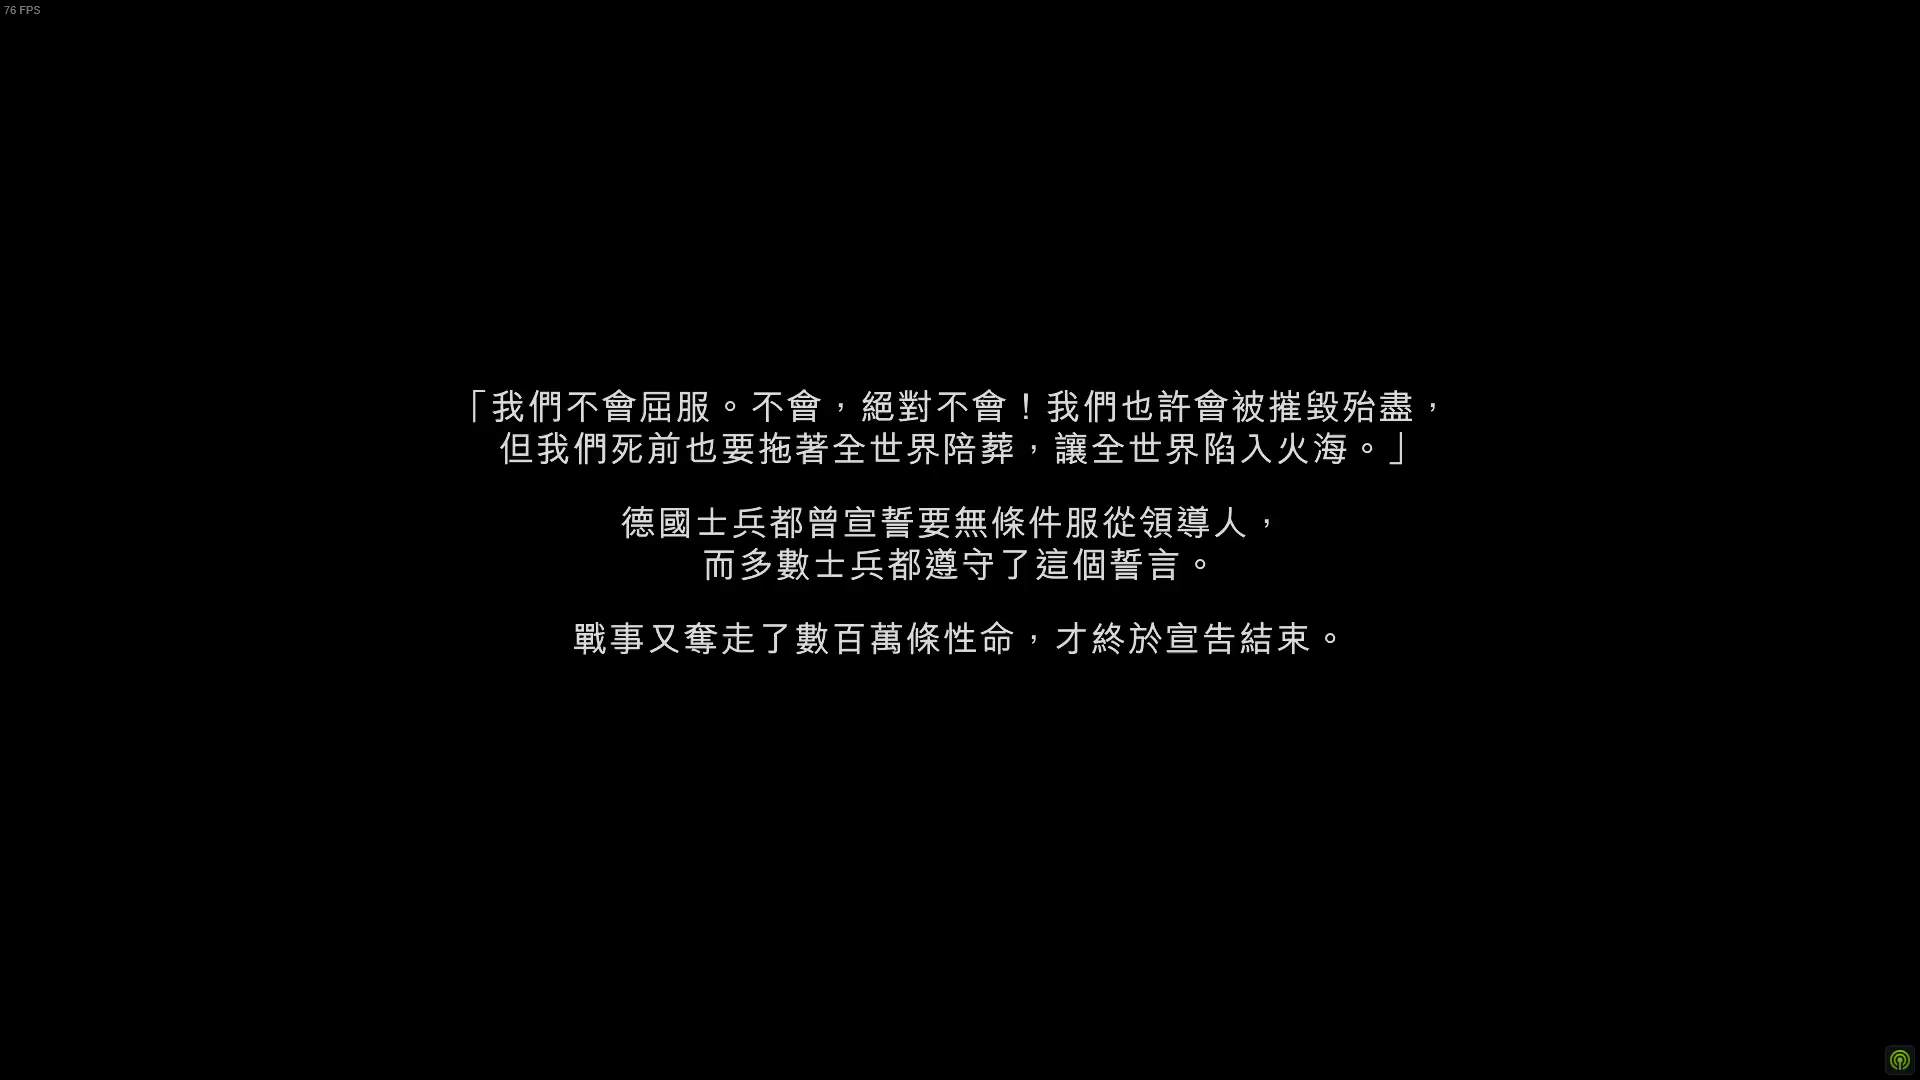 76 FPS
「我們不會屈服。不會，絕對不會！我們也許會被摧毀殆盡，
但我們死前也要拖著全世界陪葬，讓全世界陷入火海。」
德國士兵都曾宣誓要無條件服從領導人，
而多數士兵都遵守了這個誓言。
戰事又奪走了數百萬條性命，才終於宣告結束。